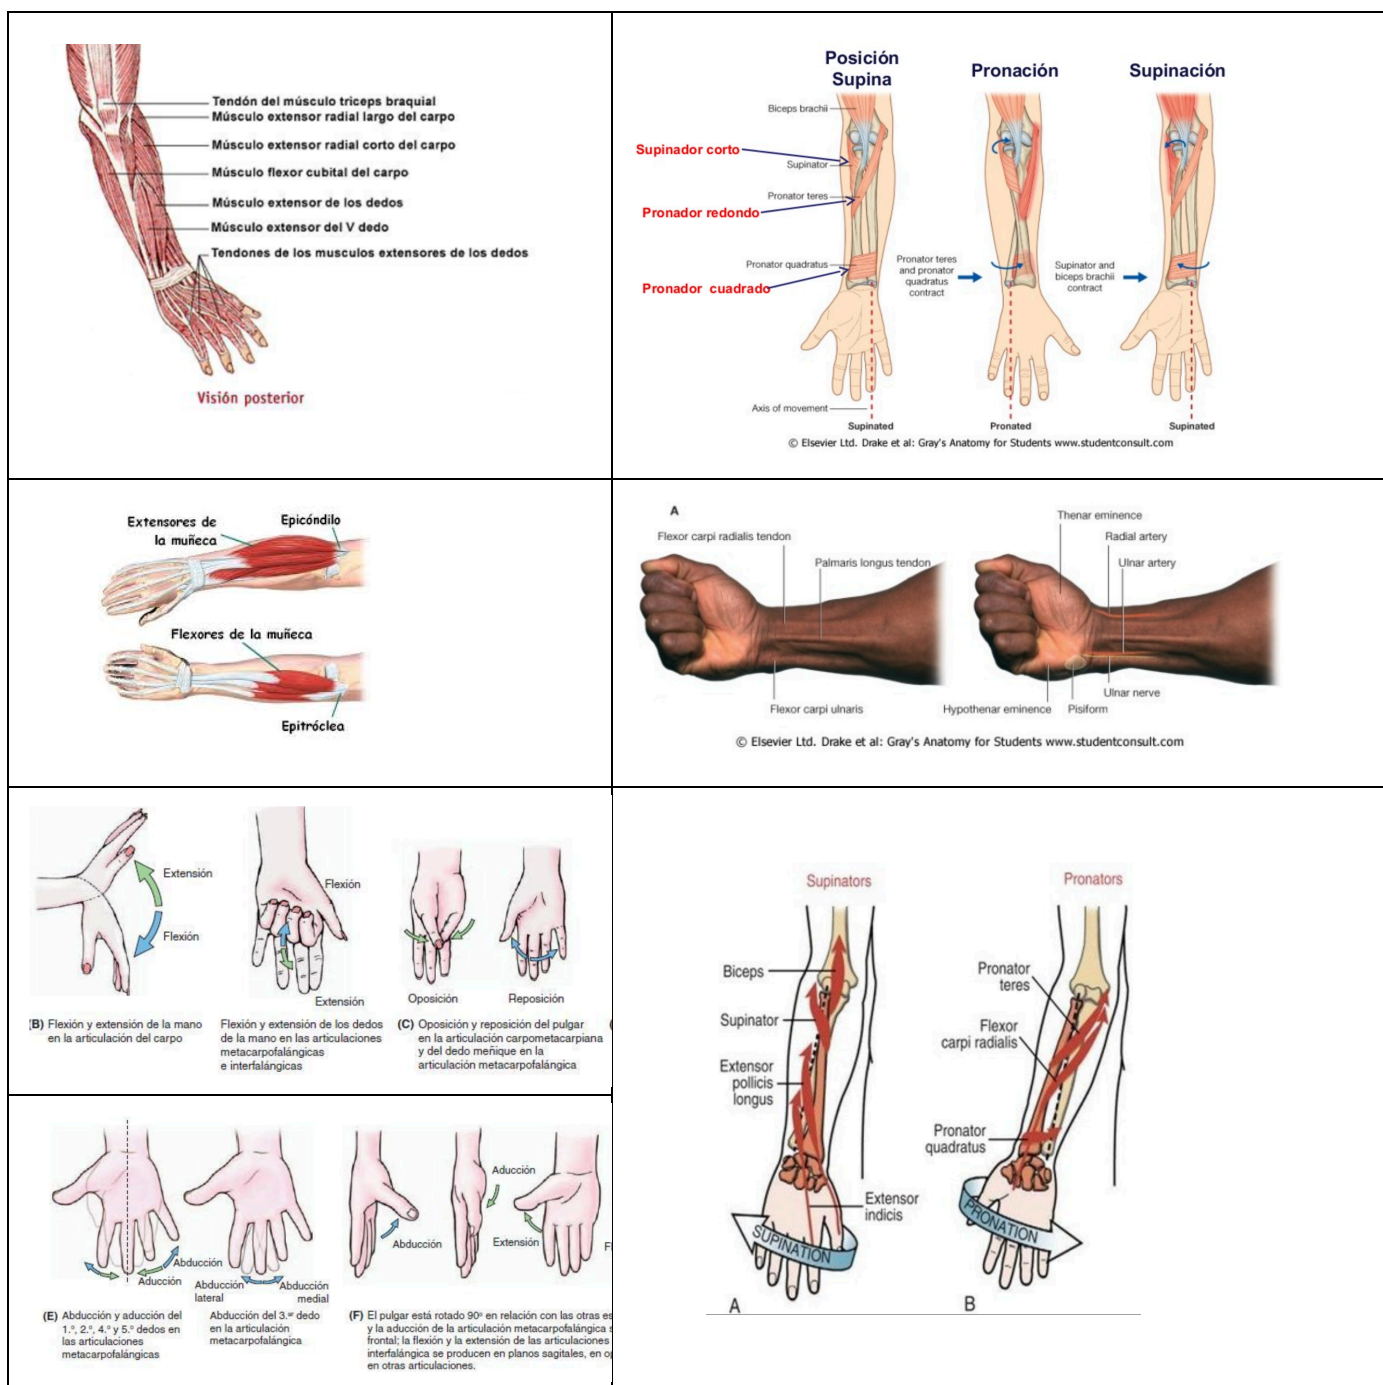 Tendón del músculo triceps braquial
Músculo extensor radial largo del carpo
Músculo extensor radial corto del carpo
Músculo flexor cubital del carpo
Músculo extensor de los dedos
Músculo extensor del V dedo
Tendones de los musculos extensores de los dedos
Visión posterior
Posición
Supina
Pronación
Supinación
Biceps brachii
Supinador corto
Supinator
Pronator teres
Pronador redondo
Pronator quadratus
Pronador cuadrado
Pronator teres
and pronator
quadratus
contract
Supinator and
biceps brachii
contract
Axis of movement
Supinated
Pronated
Supinated
© Elsevier Ltd. Drake et al: Gray's Anatomy for Students www.studentconsult.com
Extensores de
la muñeca
Epicóndilo
Flexores de la muñeca
Epitróclea
A
Flexor carpi radialis tendon
Palmaris longus tendon
Flexor carpi ulnaris
Thenar eminence
Radial artery
Ulnar artery
Ulnar nerve
Hypothenar eminence
Pisiform
© Elsevier Ltd. Drake et al: Gray's Anatomy for Students www.studentconsult.com
Extensión
Flexión
Flexión
Extensión
Oposición
Reposición
(B) Flexión y extensión de la mano
en la articulación del carpo
Flexión y extensión de los dedos
de la mano en las articulaciones
metacarpofalángicas
e interfalángicas
(C) Oposición y reposición del pulgar
en la articulación carpometacarpiana
y del dedo meñique en la
articulación metacarpofalángica
Supinators
Pronators
Biceps
Supinator
Extensor
pollicis
longus
Extensor
indicis
SUPINATION
A
Pronator
teres
Flexor
carpi radialis
Pronator
quadratus
PRONATION
B
Abducción
Aducción
Abducción
lateral
Abducción
medial
Abducción
Aducción
Extensión
(E) Abducción y aducción del
1.º, 2.º, 4.º y 5.º dedos en
las articulaciones
metacarpofalángicas
Abducción del 3.er dedo
en la articulación
metacarpofalángica
(F) El pulgar está rotado 90º en relación con las otras
y la aducción de la articulación metacarpofalángica
frontal; la flexión y la extensión de las articulaciones
interfalángica se producen en planos sagitales, en
en otras articulaciones.